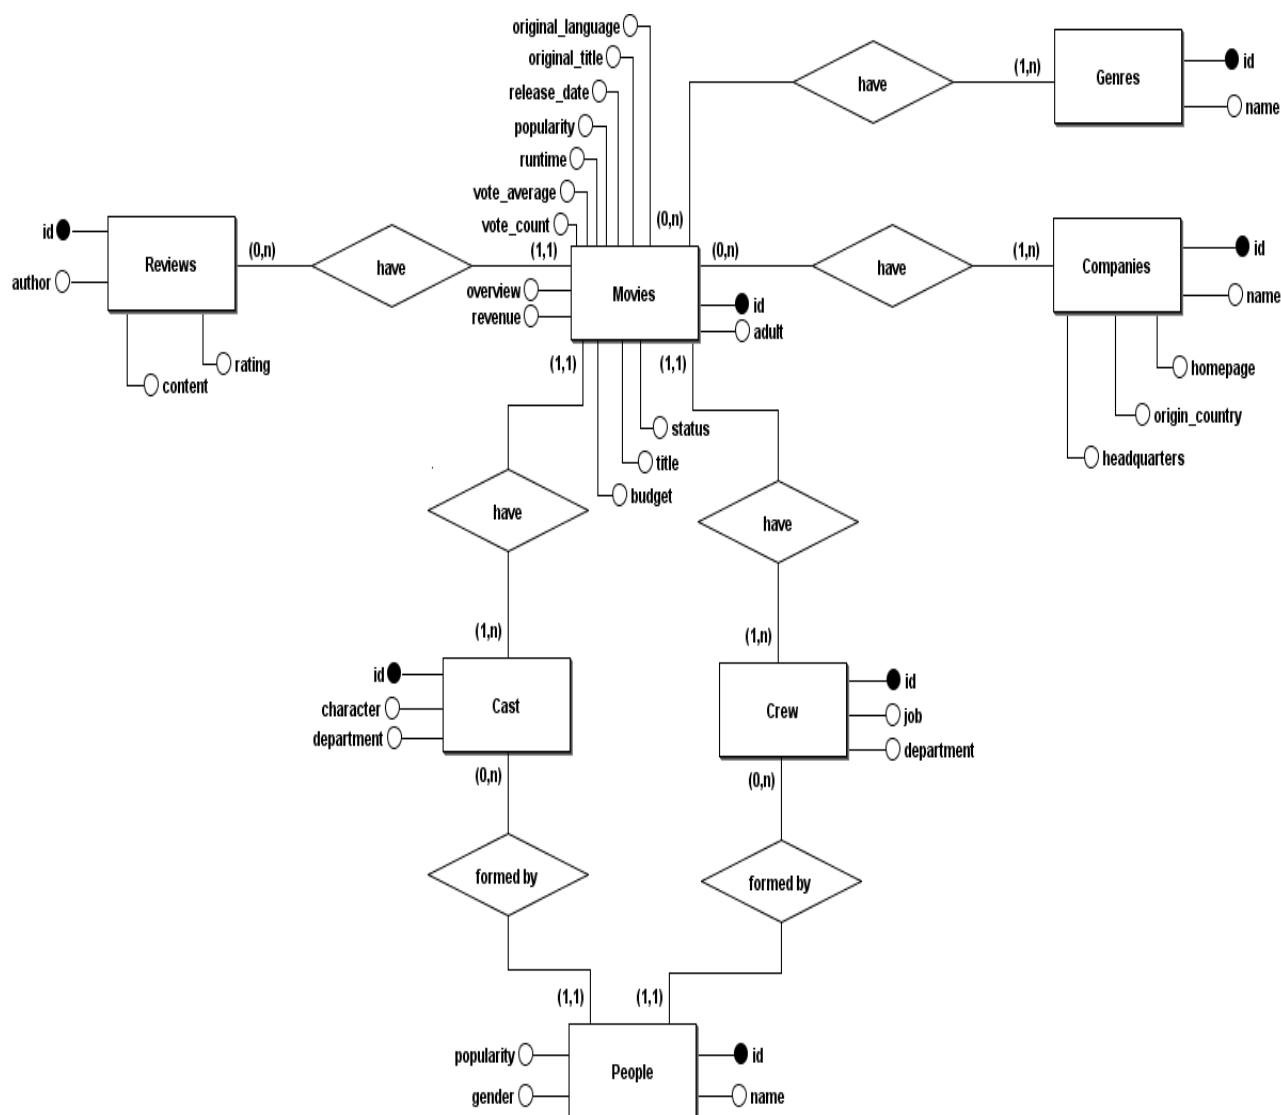 original_language
original_title
release_date
popularity
runtime
vote_average
vote_count
have
(1,n)
Genres
id
name
(0,n)
id
author
Reviews
(0,n)
have
(1,1)
content
rating
overview
revenue
Movies
id
adult
(0,n)
have
(1,n)
Companies
id
name
homepage
origin_country
headquarters
(1,1)
(1,1)
status
title
budget
have
have
(1,n)
(1,n)
id
character
department
Cast
Crew
id
job
department
(0,n)
(0,n)
formed by
formed by
(1,1)
(1,1)
popularity
gender
People
id
name